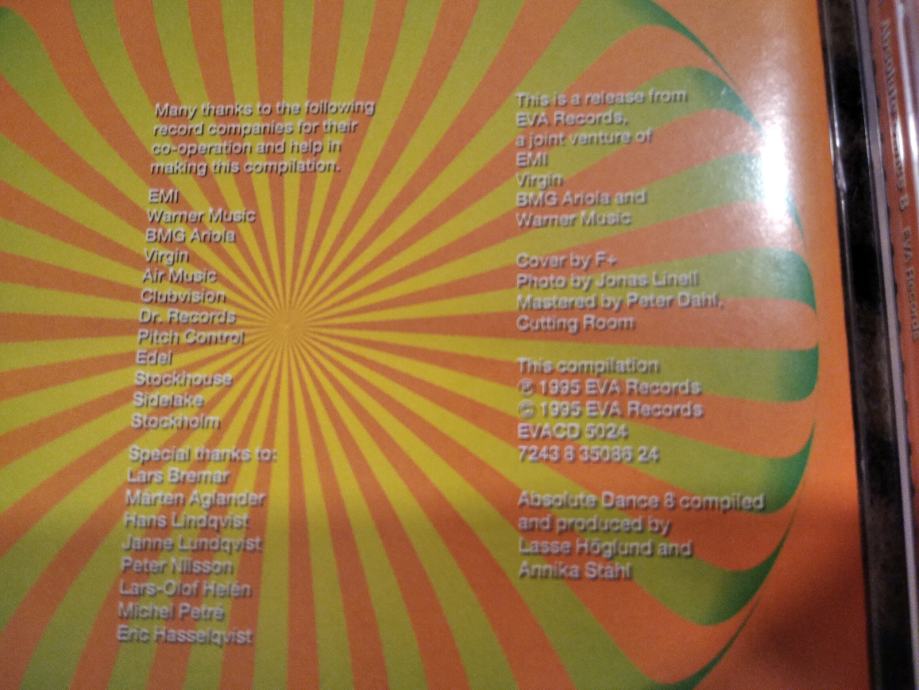 Many thanks to the following
record companies for their
co-operation and help in
making this compilation.
EMI
Warner Music
BMG Ariola
Virgin
Air Music
Clubvision
Dr. Records
Pitch Control
Edel
Stockhouse
Sidelake
Stockholm
Special thanks to:
Lars Bremar
Mårten Aglander
Hans Lindqvist
Janne Lundqvist
Peter Nilsson
Lars-Olof Helén
Michel Petré
Eric Hasselqvist
This is a release from
EVA Records,
a joint venture of
EMI
Virgin
BMG Ariola and
Warner Music
Cover by F+
Photo by Jonas Linell
Mastered by Peter Dahl,
Cutting Room
This compilation
℗ 1995 EVA Records
© 1995 EVA Records
EVACD 5024
7243 8 35086 24
Absolute Dance 8 compiled
and produced by
Lasse Höglund and
Annika Ståhl